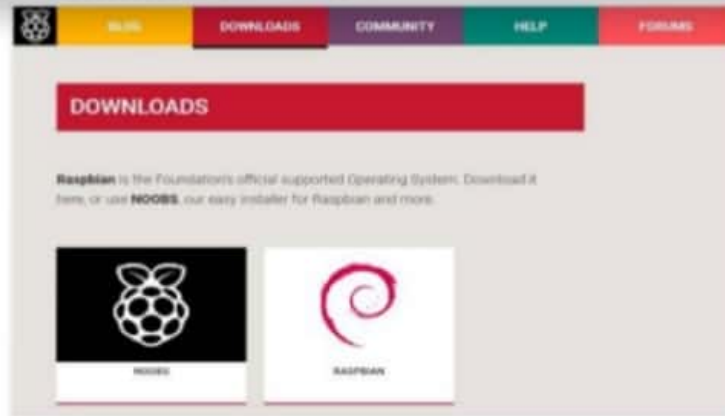 BLOG DOWNLOADS COMMUNITY HELP FORUMS
DOWNLOADS
Raspbian is the Foundation's official supported Operating System. Download it
here, or use NOOBS, our easy installer for Raspbian and more.
NOOBS RASPBIAN